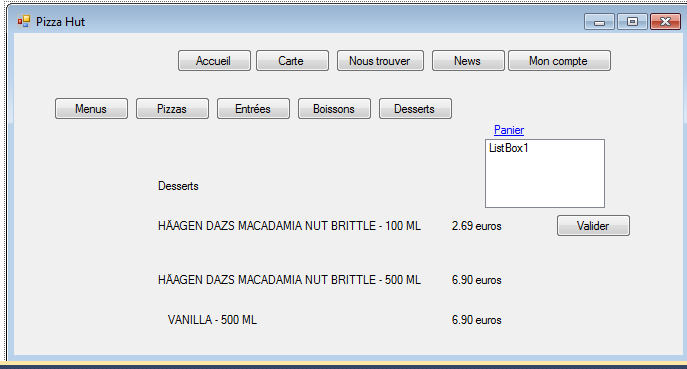 Pizza Hut
Accueil Carte Nous trouver News Mon compte
Menus Pizzas Entrées Boissons Desserts
Panier
ListBox1
Desserts
HÄAGEN DAZS MACADAMIA NUT BRITTLE - 100 ML 2.69 euros Valider
HÄAGEN DAZS MACADAMIA NUT BRITTLE - 500 ML 6.90 euros
VANILLA - 500 ML 6.90 euros